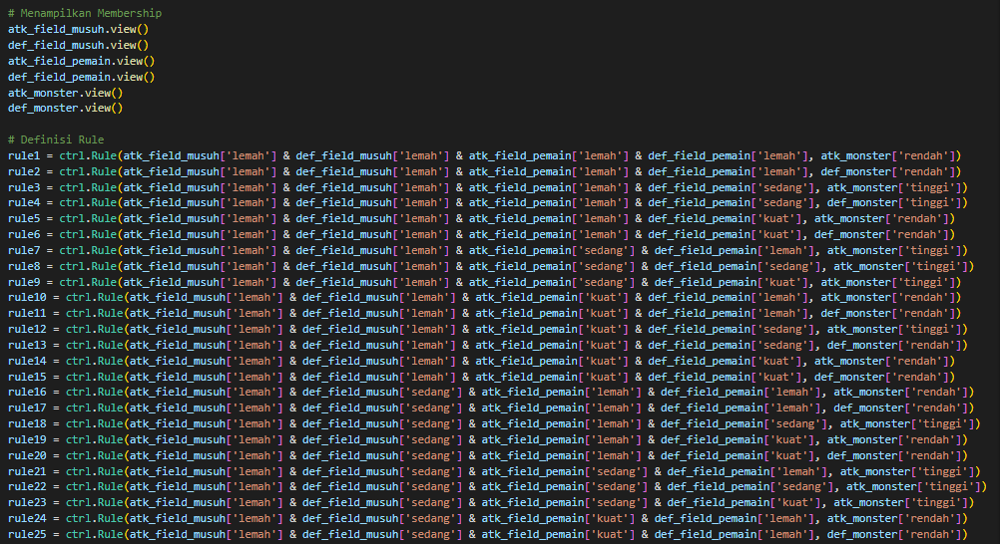 # Menampilkan Membership
atk_field_musuh.view()
def_field_musuh.view()
atk_field_pemain.view()
def_field_pemain.view()
atk_monster.view()
def_monster.view()
# Definisi Rule
rule1 = ctrl.Rule(atk_field_musuh['lemah'] & def_field_musuh['lemah'] & atk_field_pemain['lemah'] & def_field_pemain['lemah'], atk_monster['rendah'])
rule2 = ctrl.Rule(atk_field_musuh['lemah'] & def_field_musuh['lemah'] & atk_field_pemain['lemah'] & def_field_pemain['lemah'], def_monster['rendah'])
rule3 = ctrl.Rule(atk_field_musuh['lemah'] & def_field_musuh['lemah'] & atk_field_pemain['lemah'] & def_field_pemain['sedang'], atk_monster['tinggi'])
rule4 = ctrl.Rule(atk_field_musuh['lemah'] & def_field_musuh['lemah'] & atk_field_pemain['lemah'] & def_field_pemain['sedang'], def_monster['tinggi'])
rule5 = ctrl.Rule(atk_field_musuh['lemah'] & def_field_musuh['lemah'] & atk_field_pemain['lemah'] & def_field_pemain['kuat'], atk_monster['rendah'])
rule6 = ctrl.Rule(atk_field_musuh['lemah'] & def_field_musuh['lemah'] & atk_field_pemain['lemah'] & def_field_pemain['kuat'], def_monster['rendah'])
rule7 = ctrl.Rule(atk_field_musuh['lemah'] & def_field_musuh['lemah'] & atk_field_pemain['sedang'] & def_field_pemain['lemah'], atk_monster['tinggi'])
rule8 = ctrl.Rule(atk_field_musuh['lemah'] & def_field_musuh['lemah'] & atk_field_pemain['sedang'] & def_field_pemain['sedang'], atk_monster['tinggi'])
rule9 = ctrl.Rule(atk_field_musuh['lemah'] & def_field_musuh['lemah'] & atk_field_pemain['sedang'] & def_field_pemain['kuat'], atk_monster['tinggi'])
rule10 = ctrl.Rule(atk_field_musuh['lemah'] & def_field_musuh['lemah'] & atk_field_pemain['kuat'] & def_field_pemain['lemah'], atk_monster['rendah'])
rule11 = ctrl.Rule(atk_field_musuh['lemah'] & def_field_musuh['lemah'] & atk_field_pemain['kuat'] & def_field_pemain['lemah'], def_monster['rendah'])
rule12 = ctrl.Rule(atk_field_musuh['lemah'] & def_field_musuh['lemah'] & atk_field_pemain['kuat'] & def_field_pemain['sedang'], atk_monster['tinggi'])
rule13 = ctrl.Rule(atk_field_musuh['lemah'] & def_field_musuh['lemah'] & atk_field_pemain['kuat'] & def_field_pemain['sedang'], def_monster['rendah'])
rule14 = ctrl.Rule(atk_field_musuh['lemah'] & def_field_musuh['lemah'] & atk_field_pemain['kuat'] & def_field_pemain['kuat'], atk_monster['rendah'])
rule15 = ctrl.Rule(atk_field_musuh['lemah'] & def_field_musuh['lemah'] & atk_field_pemain['kuat'] & def_field_pemain['kuat'], def_monster['rendah'])
rule16 = ctrl.Rule(atk_field_musuh['lemah'] & def_field_musuh['sedang'] & atk_field_pemain['lemah'] & def_field_pemain['lemah'], atk_monster['rendah'])
rule17 = ctrl.Rule(atk_field_musuh['lemah'] & def_field_musuh['sedang'] & atk_field_pemain['lemah'] & def_field_pemain['lemah'], def_monster['rendah'])
rule18 = ctrl.Rule(atk_field_musuh['lemah'] & def_field_musuh['sedang'] & atk_field_pemain['lemah'] & def_field_pemain['sedang'], atk_monster['tinggi'])
rule19 = ctrl.Rule(atk_field_musuh['lemah'] & def_field_musuh['sedang'] & atk_field_pemain['lemah'] & def_field_pemain['kuat'], atk_monster['rendah'])
rule20 = ctrl.Rule(atk_field_musuh['lemah'] & def_field_musuh['sedang'] & atk_field_pemain['lemah'] & def_field_pemain['kuat'], def_monster['rendah'])
rule21 = ctrl.Rule(atk_field_musuh['lemah'] & def_field_musuh['sedang'] & atk_field_pemain['sedang'] & def_field_pemain['lemah'], atk_monster['tinggi'])
rule22 = ctrl.Rule(atk_field_musuh['lemah'] & def_field_musuh['sedang'] & atk_field_pemain['sedang'] & def_field_pemain['sedang'], atk_monster['tinggi'])
rule23 = ctrl.Rule(atk_field_musuh['lemah'] & def_field_musuh['sedang'] & atk_field_pemain['sedang'] & def_field_pemain['kuat'], atk_monster['tinggi'])
rule24 = ctrl.Rule(atk_field_musuh['lemah'] & def_field_musuh['sedang'] & atk_field_pemain['kuat'] & def_field_pemain['lemah'], atk_monster['rendah'])
rule25 = ctrl.Rule(atk_field_musuh['lemah'] & def_field_musuh['sedang'] & atk_field_pemain['kuat'] & def_field_pemain['lemah'], def_monster['rendah'])